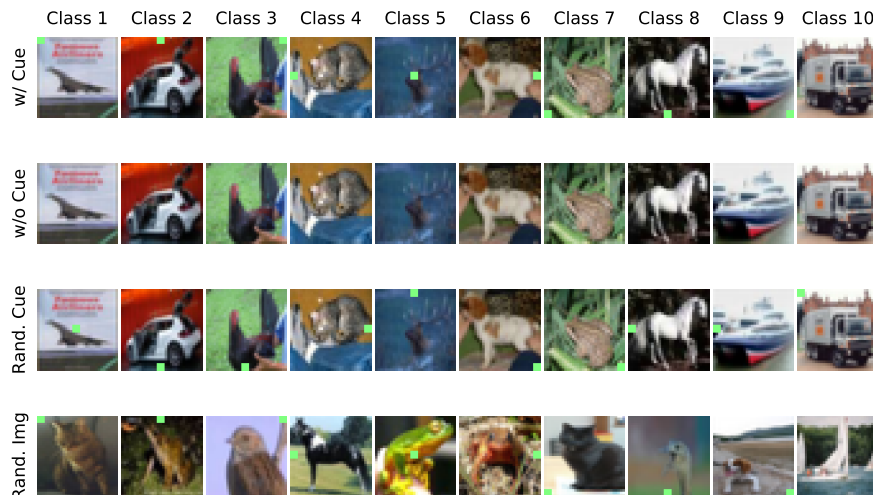 Class 1 Class 2 Class 3 Class 4 Class 5 Class 6 Class 7 Class 8 Class 9 Class 10
w/ Cue
w/o Cue
Rand. Cue
Rand. Img